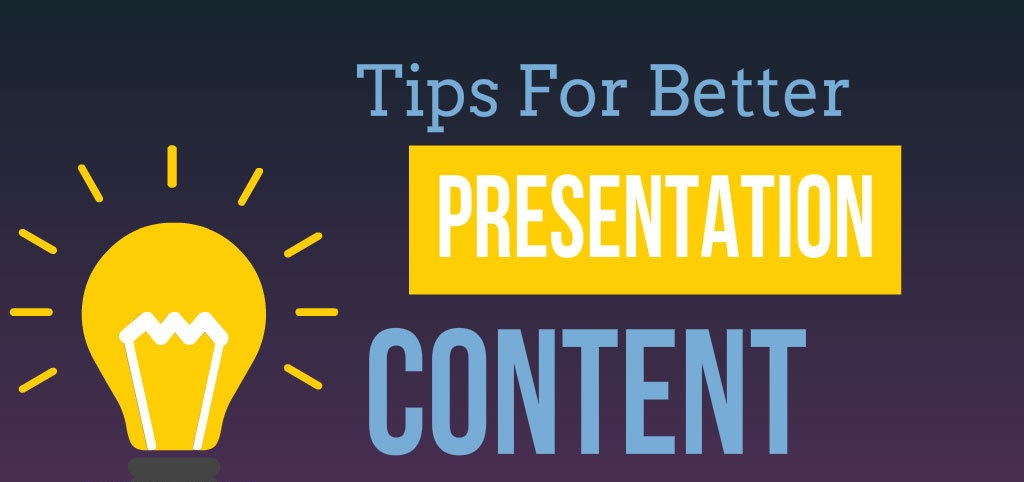 Tips For Better
PRESENTATION
CONTENT